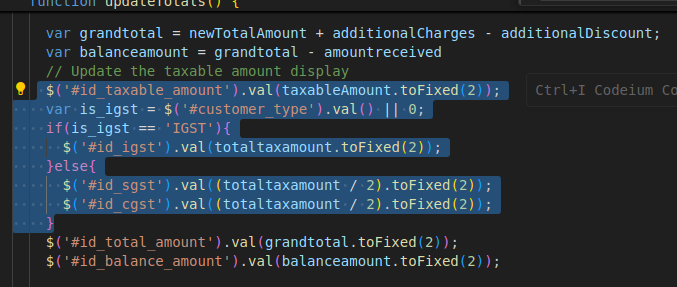 function updateTotals() {
var grandtotal = newTotalAmount + additionalCharges - additionalDiscount;
var balanceamount = grandtotal - amountreceived
// Update the taxable amount display
$('#id_taxable_amount').val(taxableAmount.toFixed(2));
Ctrl+I Codeium Co
var is_igst = $('#customer_type').val() || 0;
if(is_igst == 'IGST'){
$('#id_igst').val(totaltaxamount.toFixed(2));
}else{
$('#id_sgst').val((totaltaxamount / 2).toFixed(2));
$('#id_cgst').val((totaltaxamount / 2).toFixed(2));
}
$('#id_total_amount').val(grandtotal.toFixed(2));
$('#id_balance_amount').val(balanceamount.toFixed(2));